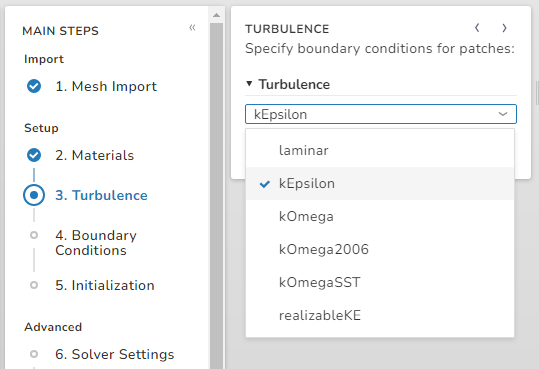 MAIN STEPS
«
Import
1. Mesh Import
Setup
2. Materials
3. Turbulence
4. Boundary
Conditions
5. Initialization
Advanced
6. Solver Settings
TURBULENCE
Specify boundary conditions for patches:
Turbulence
kEpsilon
laminar
kEpsilon
kOmega
kOmega2006
kOmegaSST
realizableKE